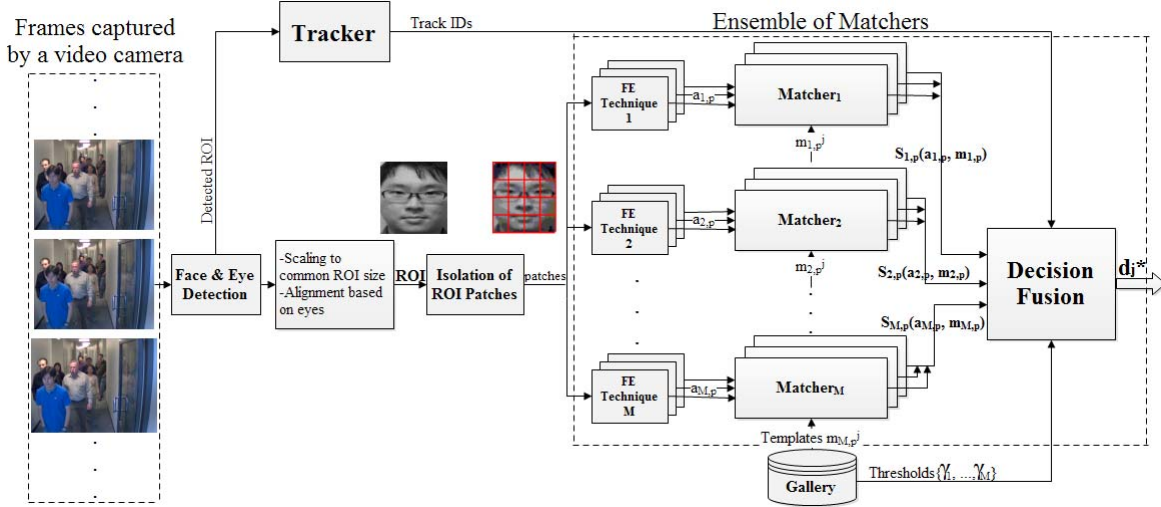 Frames captured
by a video camera
Tracker
Track IDs
Ensemble of Matchers
Detected ROI
Face & Eye
Detection
-Scaling to
common ROI size
-Alignment based
on eyes
ROI
Isolation of
ROI Patches
patches
FE
Technique
1
a1,p
Matcher1
m1,p^j
S1,p(a1,p, m1,p)
FE
Technique
2
a2,p
Matcher2
m2,p^j
S2,p(a2,p, m2,p)
FE
Technique
M
aM,p
MatcherM
SM,p(aM,p, mM,p)
Templates mM,p^j
Gallery
Thresholds{γ1, ...,γM}
Decision
Fusion
dj*